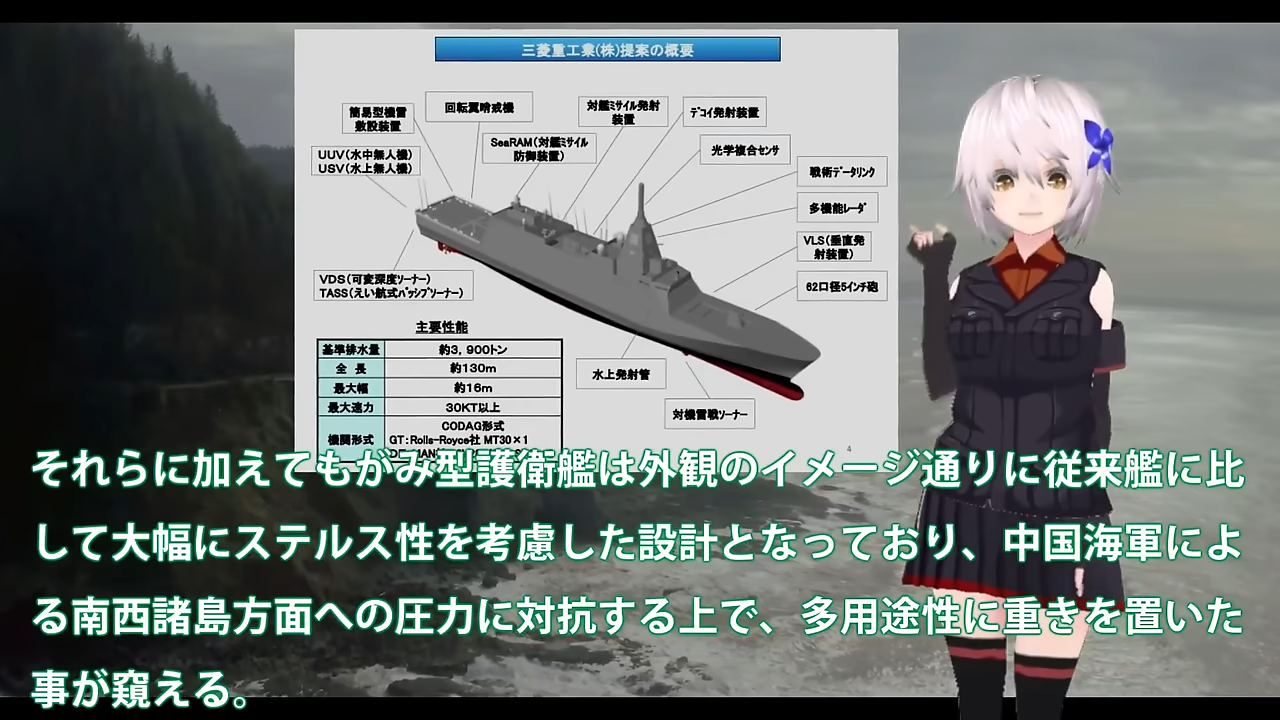 三菱重工業(株)提案の概要
簡易型機雷
敷設装置
回転翼哨戒機
対艦ミサイル発射
装置
デコイ発射装置
SeaRAM(対艦ミサイル
防御装置)
光学複合センサ
UUV(水中無人機)
USV(水上無人機)
戦術データリンク
多機能レーダ
VLS(垂直発
射装置)
62口径5インチ砲
VDS(可変深度ソーナー)
TASS(えい航式パッシブソーナー)
水上発射管
対機雷戦ソーナー
主要性能
基準排水量 約3,900トン
全 長 約130m
最大幅 約16m
最大速力 30KT以上
機関形式 CODAG形式
GT:Rolls-Royce社 MT30×1
4
それらに加えてもがみ型護衛艦は外観のイメージ通りに従来艦に比
して大幅にステルス性を考慮した設計となっており、中国海軍によ
る南西諸島方面への圧力に対抗する上で、多用途性に重きを置いた
事が窺える。